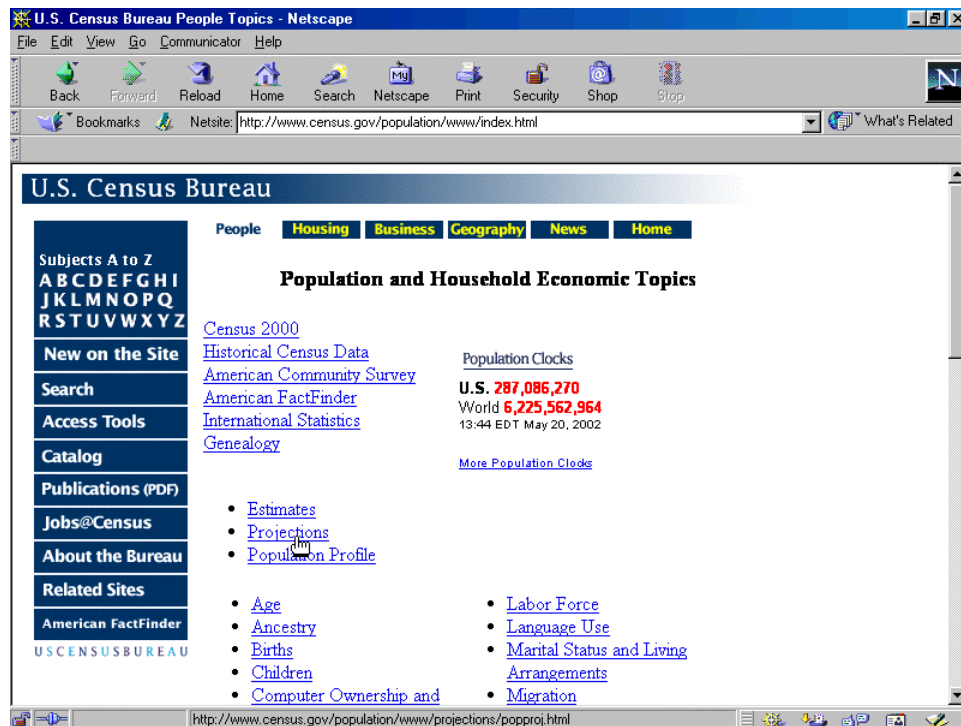 U.S. Census Bureau People Topics - Netscape
File Edit View Go Communicator Help
Back Forward Reload Home Search Netscape Print Security Shop Stop
My
N
Bookmarks Netsite: http://www.census.gov/population/www/index.html What's Related
U.S. Census Bureau
People Housing Business Geography News Home
Subjects A to Z
A B C D E F G H I
J K L M N O P Q
R S T U V W X Y Z
New on the Site
Search
Access Tools
Catalog
Publications (PDF)
Jobs@Census
About the Bureau
Related Sites
American FactFinder
USCENSUSBUREAU
Population and Household Economic Topics
Census 2000
Historical Census Data
American Community Survey
American FactFinder
International Statistics
Genealogy
Population Clocks
U.S. 287,086,270
World 6,225,562,964
13:44 EDT May 20, 2002
More Population Clocks
• Estimates
• Projections
• Population Profile
• Age
• Ancestry
• Births
• Children
• Computer Ownership and
• Labor Force
• Language Use
• Marital Status and Living
Arrangements
• Migration
http://www.census.gov/population/www/projections/popproj.html